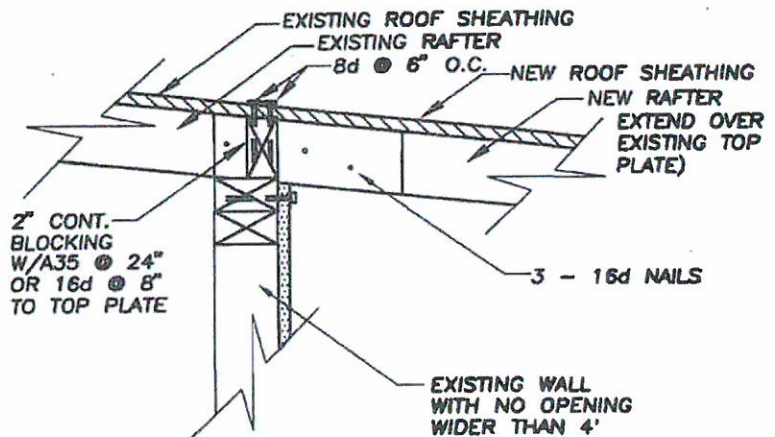 EXISTING ROOF SHEATHING
EXISTING RAFTER
8d @ 6" O.C.
NEW ROOF SHEATHING
NEW RAFTER
EXTEND OVER
EXISTING TOP
PLATE)
2" CONT.
BLOCKING
W/A35 @ 24"
OR 16d @ 8"
TO TOP PLATE
3 - 16d NAILS
EXISTING WALL
WITH NO OPENING
WIDER THAN 4'